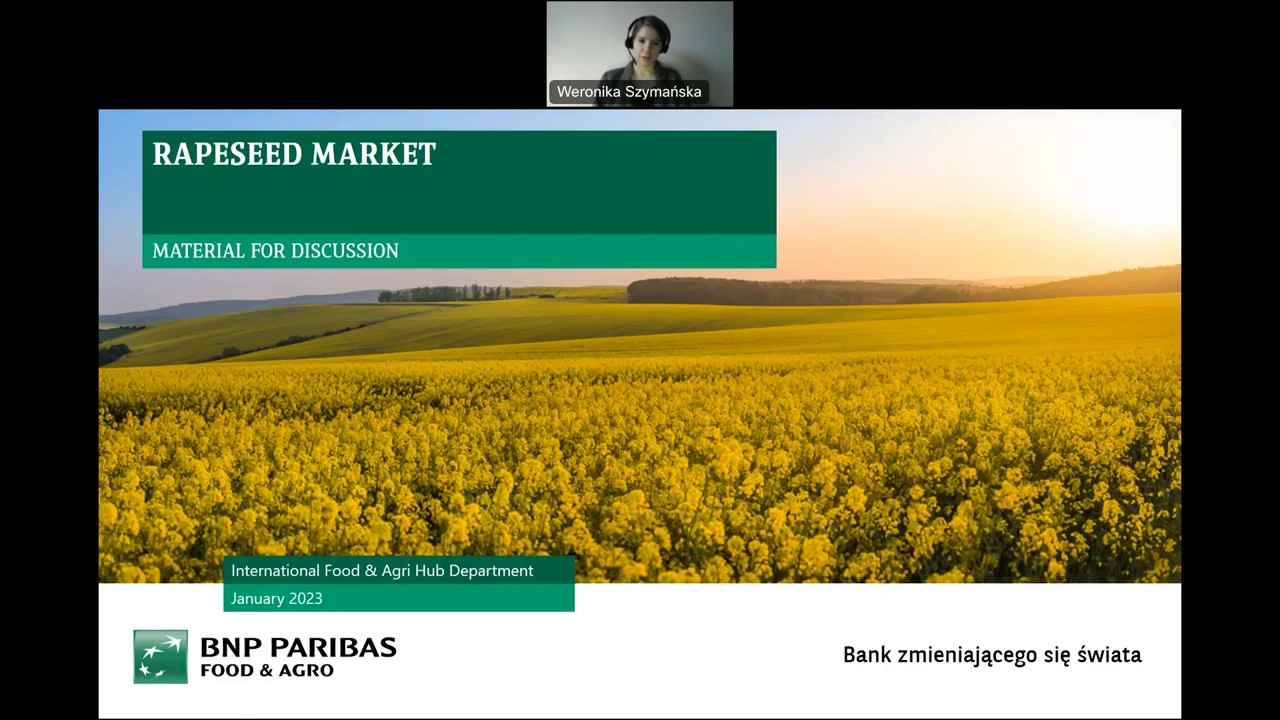 Weronika Szymańska
RAPESEED MARKET
MATERIAL FOR DISCUSSION
International Food & Agri Hub Department
January 2023
BNP PARIBAS
FOOD & AGRO
Bank zmieniającego się świata